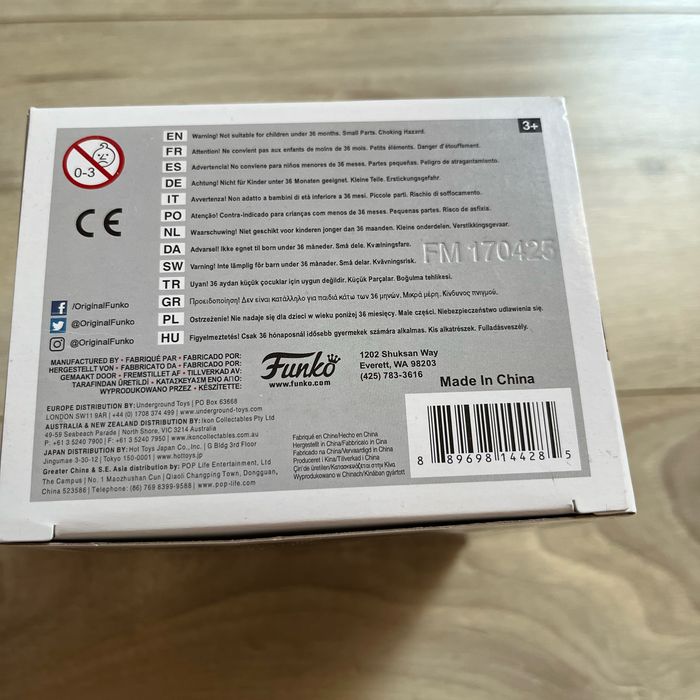 0-3
3+
EN Warning! Not suitable for children under 36 months. Small Parts. Choking Hazard.
FR Attention! Ne convient pas aux enfants de moins de 36 mois. Petits éléments. Danger d'étouffement.
ES Advertencia! No conviene para niños menores de 36 meses. Partes pequeñas. Peligro de atragantamiento.
DE Achtung! Nicht für Kinder unter 36 Monaten geeignet. Kleine Teile. Erstickungsgefahr.
IT Avvertenza! Non adatto a bambini di età inferiore a 36 mesi. Piccole parti. Rischio di soffocamento.
PO Atenção! Contra-indicado para crianças com menos de 36 meses. Pequenas partes. Risco de asfixia.
NL Waarschuwing! Niet geschikt voor kinderen jonger dan 36 maanden. Kleine onderdelen. Verstikkingsgevaar.
DA Advarsel! Ikke egnet til born under 36 måneder. Små dele. Kvælningsfare.
SW Varning! Inte lämplig för barn under 36 månader. Små delar. Kvävningsrisk.
TR Uyarı! 36 aydan küçük çocuklar için uygun değildir. Küçük Parçalar. Boğulma tehlikesi.
GR Προειδοποίηση! Δεν είναι κατάλληλο για παιδιά κάτω των 36 μηνών. Μικρά μέρη. Κίνδυνος πνιγμού.
PL Ostrzeżenie! Nie nadaje się dla dzieci w wieku poniżej 36 miesięcy. Małe części. Niebezpieczeństwo udławienia się.
HU Figyelmeztetés! Csak 36 hónaposnál idősebb gyermekek számára alkalmas. Kis alkatrészek. Fulladásveszély.
FM 170425
CE
/OriginalFunko
@OriginalFunko
@OriginalFunko
MANUFACTURED BY • FABRIQUÉ PAR • FABRICADO POR:
HERGESTELLT VON • FABBRICATO DA • FABRICADO POR:
GEMAAKT DOOR • FREMSTILLET AF • TILLVERKAD AV:
TARAFINDAN ÜRETİLDİ • ΚΑΤΑΣΚΕΥΑΣΜΕΝΟ ΑΠΟ:
WYPRODUKOWANO PRZEZ • KÉSZÍTETTE:
Funko
www.funko.com
1202 Shuksan Way
Everett, WA 98203
(425) 783-3616
Made In China
EUROPE DISTRIBUTION BY: Underground Toys | PO Box 63668
LONDON SW11 9AR | +44 (0) 1708 374 499 | www.underground-toys.com
AUSTRALIA & NEW ZEALAND DISTRIBUTION BY: Ikon Collectables Pty Ltd
49-59 Seabeach Parade | North Shore, VIC 3214 Australia
P: +61 3 5240 7900 | F: +61 3 5240 7950 | www.ikoncollectables.com.au
JAPAN DISTRIBUTION BY: Hot Toys Japan Co., Inc. | G Bldg 3rd Floor
Jingumae 3-30-12 | Tokyo 150-0001 | www.hottoys.jp
Greater China & S.E. Asia distribution by: POP Life Entertainment, Ltd
The Campus | No. 1 Maozhushan Cun | Qiaoli Changping Town, Dongguan,
China 523586 | Telephone: (86) 769 8399-9588 | www.pop-life.com
Fabriqué en Chine/Hecho en China
Hergestellt in China/Fabbricato in China
Fabricado na China/Vervaardigd in China
Produceret i Kina/Tillverkad i China
Çin'de üretilen/Κατασκευάζεται στην Κίνα
Wyprodukowano w Chinach/Kínában gyártott
8 89698 14428 5